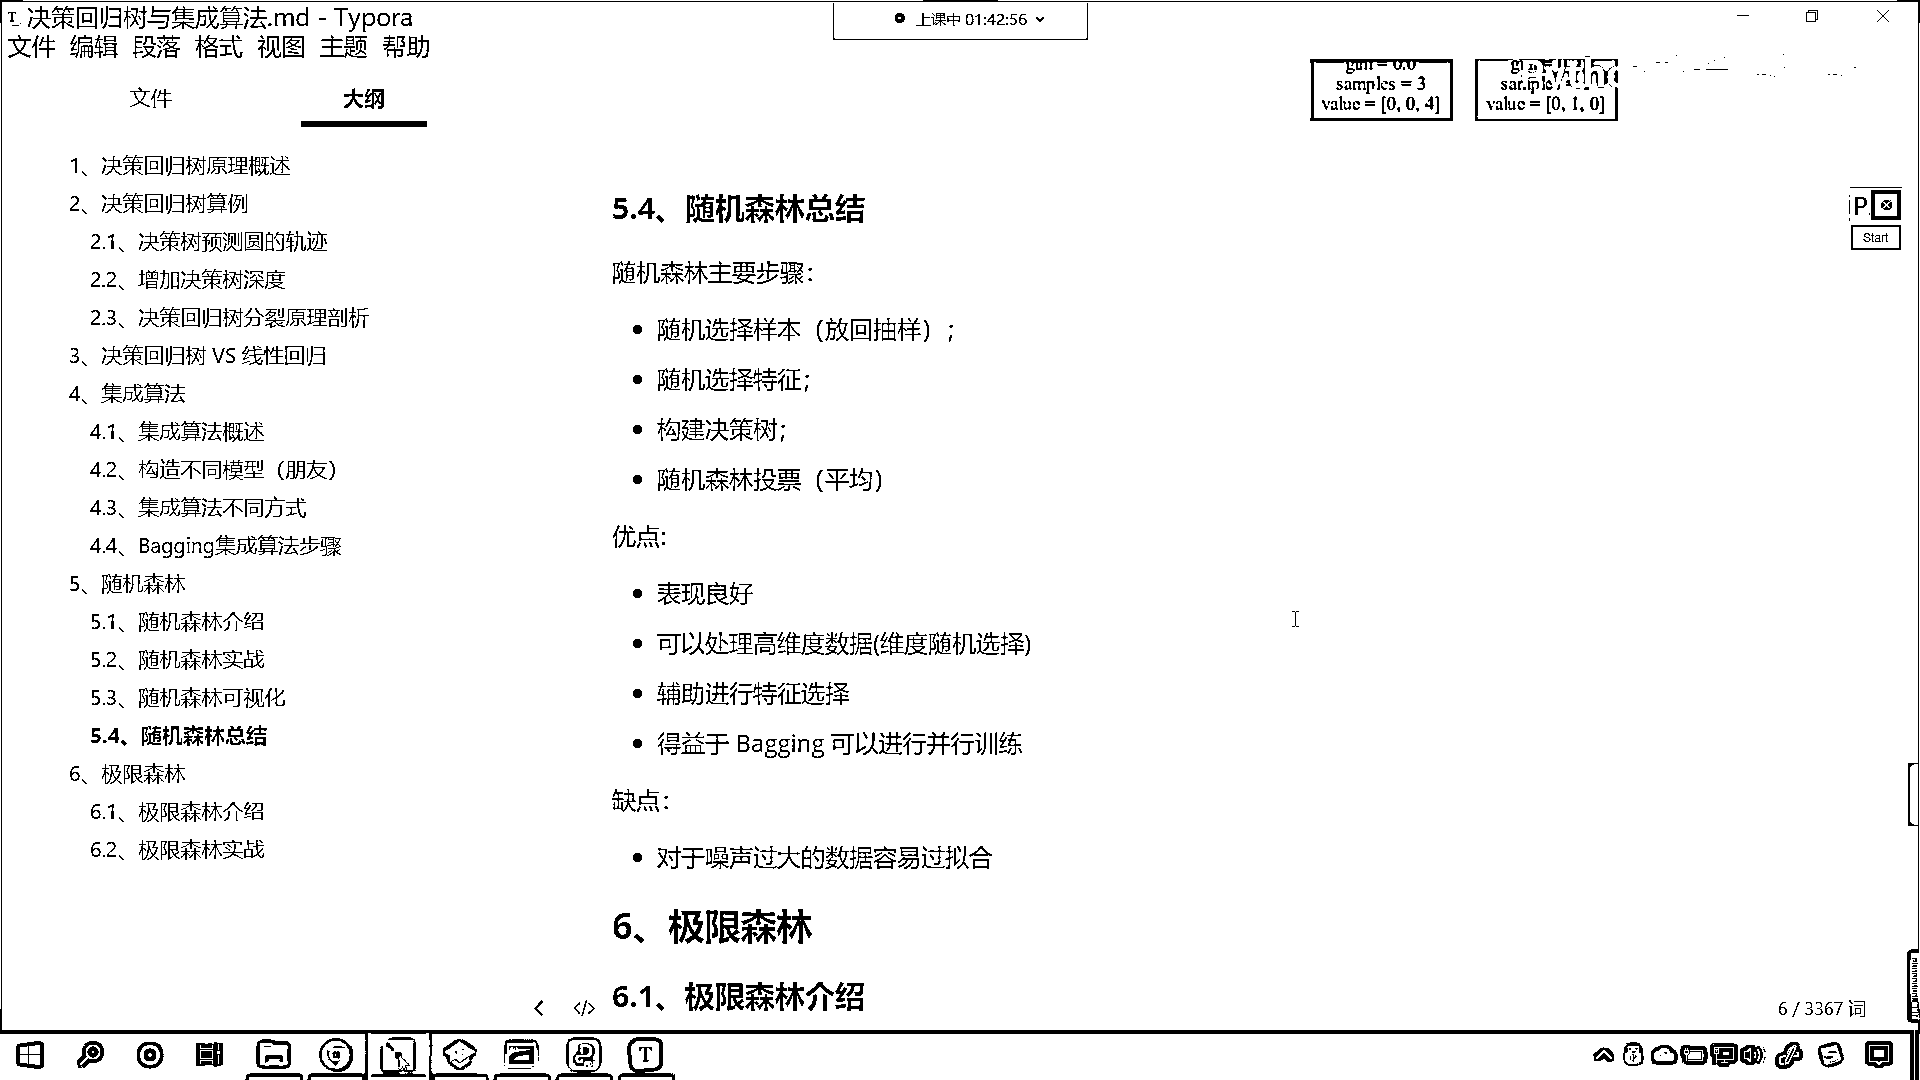 决策回归树与集成算法.md - Typora
上课中 01:42:56
文件 编辑 段落 格式 视图 主题 帮助
文件 大纲
samples = 3
value = [0, 0, 4]
value = [0, 1, 0]
1、决策回归树原理概述
2、决策回归树算例
2.1、决策树预测圆的轨迹
2.2、增加决策树深度
2.3、决策回归树分裂原理剖析
3、决策回归树 VS 线性回归
4、集成算法
4.1、集成算法概述
4.2、构造不同模型（朋友）
4.3、集成算法不同方式
4.4、Bagging集成算法步骤
5、随机森林
5.1、随机森林介绍
5.2、随机森林实战
5.3、随机森林可视化
5.4、随机森林总结
6、极限森林
6.1、极限森林介绍
6.2、极限森林实战
5.4、随机森林总结
随机森林主要步骤：
随机选择样本（放回抽样）；
随机选择特征；
构建决策树；
随机森林投票（平均）
优点:
表现良好
可以处理高维度数据(维度随机选择)
辅助进行特征选择
得益于 Bagging 可以进行并行训练
缺点：
对于噪声过大的数据容易过拟合
6、极限森林
6.1、极限森林介绍
P
Start
6 / 3367 词